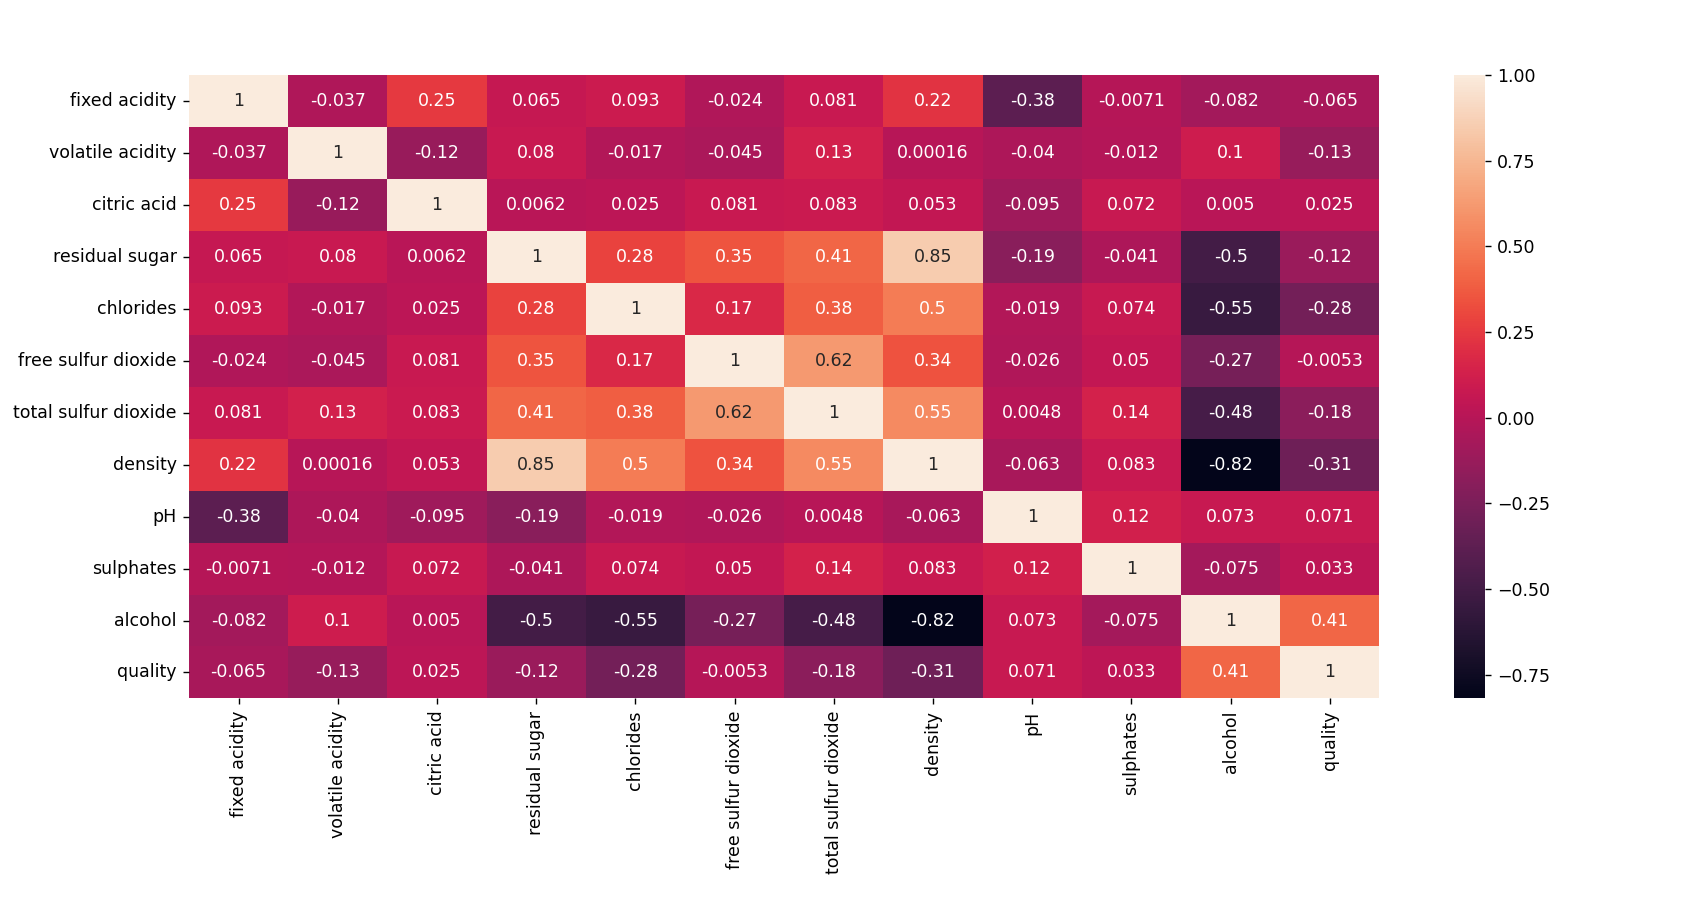 fixed acidity 1 -0.037 0.25 0.065 0.093 -0.024 0.081 0.22 -0.38 -0.0071 -0.082 -0.065
volatile acidity -0.037 1 -0.12 0.08 -0.017 -0.045 0.13 0.00016 -0.04 -0.012 0.1 -0.13
citric acid 0.25 -0.12 1 0.0062 0.025 0.081 0.083 0.053 -0.095 0.072 0.005 0.025
residual sugar 0.065 0.08 0.0062 1 0.28 0.35 0.41 0.85 -0.19 -0.041 -0.5 -0.12
chlorides 0.093 -0.017 0.025 0.28 1 0.17 0.38 0.5 -0.019 0.074 -0.55 -0.28
free sulfur dioxide -0.024 -0.045 0.081 0.35 0.17 1 0.62 0.34 -0.026 0.05 -0.27 -0.0053
total sulfur dioxide 0.081 0.13 0.083 0.41 0.38 0.62 1 0.55 0.0048 0.14 -0.48 -0.18
density 0.22 0.00016 0.053 0.85 0.5 0.34 0.55 1 -0.063 0.083 -0.82 -0.31
pH -0.38 -0.04 -0.095 -0.19 -0.019 -0.026 0.0048 -0.063 1 0.12 0.073 0.071
sulphates -0.0071 -0.012 0.072 -0.041 0.074 0.05 0.14 0.083 0.12 1 -0.075 0.033
alcohol -0.082 0.1 0.005 -0.5 -0.55 -0.27 -0.48 -0.82 0.073 -0.075 1 0.41
quality -0.065 -0.13 0.025 -0.12 -0.28 -0.0053 -0.18 -0.31 0.071 0.033 0.41 1
fixed acidity
volatile acidity
citric acid
residual sugar
chlorides
free sulfur dioxide
total sulfur dioxide
density
pH
sulphates
alcohol
quality
1.00
0.75
0.50
0.25
0.00
−0.25
−0.50
−0.75